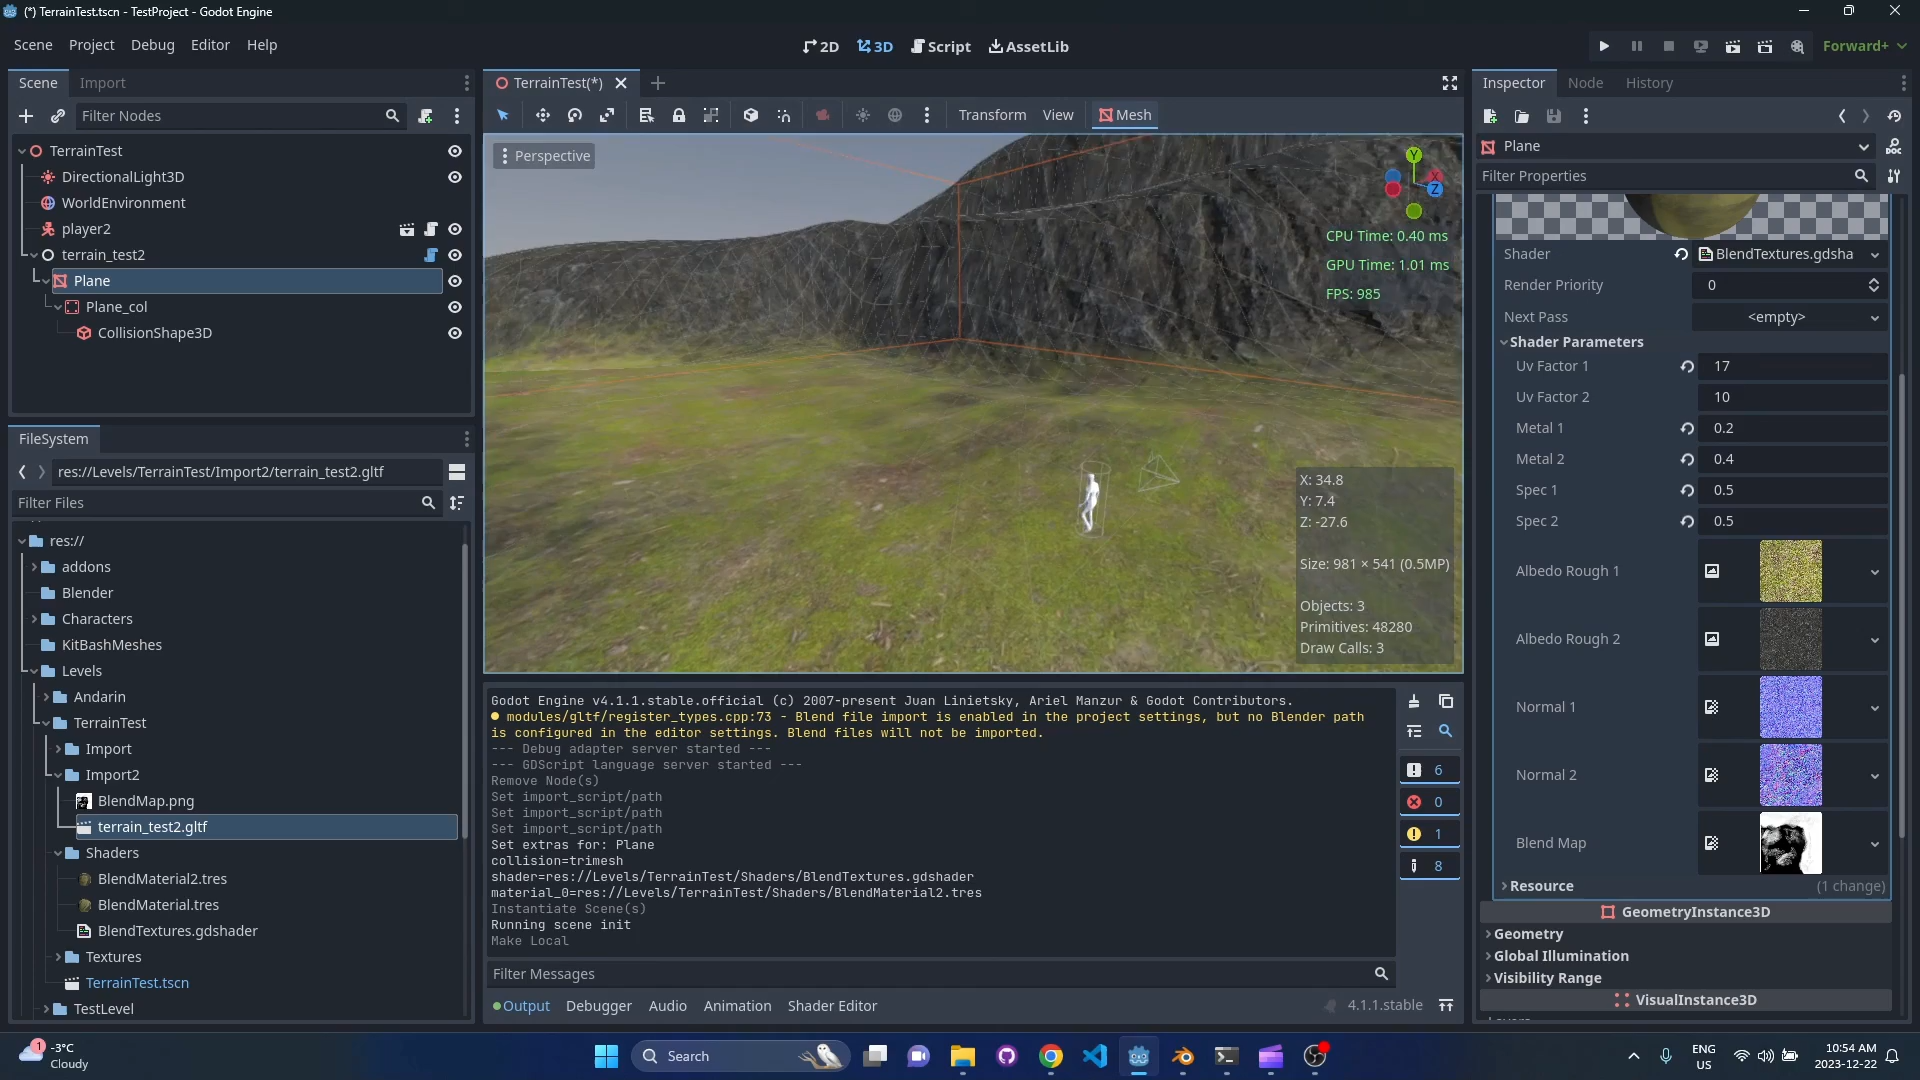 (*) TerrainTest.tscn - TestProject - Godot Engine
Scene Project Debug Editor Help
2D 3D Script AssetLib
Forward+
Scene Import
Filter Nodes
TerrainTest
DirectionalLight3D
WorldEnvironment
player2
terrain_test2
Plane
Plane_col
CollisionShape3D
FileSystem
res://Levels/TerrainTest/Import2/terrain_test2.gltf
Filter Files
res://
addons
Blender
Characters
KitBashMeshes
Levels
Andarin
TerrainTest
Import
Import2
BlendMap.png
terrain_test2.gltf
Shaders
BlendMaterial2.tres
BlendMaterial.tres
BlendTextures.gdshader
Textures
TerrainTest.tscn
TestLevel
TerrainTest(*)
Transform View Mesh
Perspective
Y
X
Z
CPU Time: 0.40 ms
GPU Time: 1.01 ms
FPS: 985
X: 34.8
Y: 7.4
Z: -27.6
Size: 981 × 541 (0.5MP)
Objects: 3
Primitives: 48280
Draw Calls: 3
Godot Engine v4.1.1.stable.official (c) 2007-present Juan Linietsky, Ariel Manzur & Godot Contributors.
modules/gltf/register_types.cpp:73 - Blend file import is enabled in the project settings, but no Blender path
is configured in the editor settings. Blend files will not be imported.
--- Debug adapter server started ---
--- GDScript language server started ---
Remove Node(s)
Set import_script/path
Set import_script/path
Set import_script/path
Set extras for: Plane
collision=trimesh
shader=res://Levels/TerrainTest/Shaders/BlendTextures.gdshader
material_0=res://Levels/TerrainTest/Shaders/BlendMaterial2.tres
Instantiate Scene(s)
Running scene init
Make Local
6
0
1
8
Filter Messages
Output Debugger Audio Animation Shader Editor
4.1.1.stable
Inspector Node History
Plane
Filter Properties
Shader BlendTextures.gdsha
Render Priority 0
Next Pass <empty>
Shader Parameters
Uv Factor 1 17
Uv Factor 2 10
Metal 1 0.2
Metal 2 0.4
Spec 1 0.5
Spec 2 0.5
Albedo Rough 1
Albedo Rough 2
Normal 1
Normal 2
Blend Map
Resource (1 change)
GeometryInstance3D
Geometry
Global Illumination
Visibility Range
VisualInstance3D
1
-3°C
Cloudy
Search
ENG
US
10:54 AM
2023-12-22